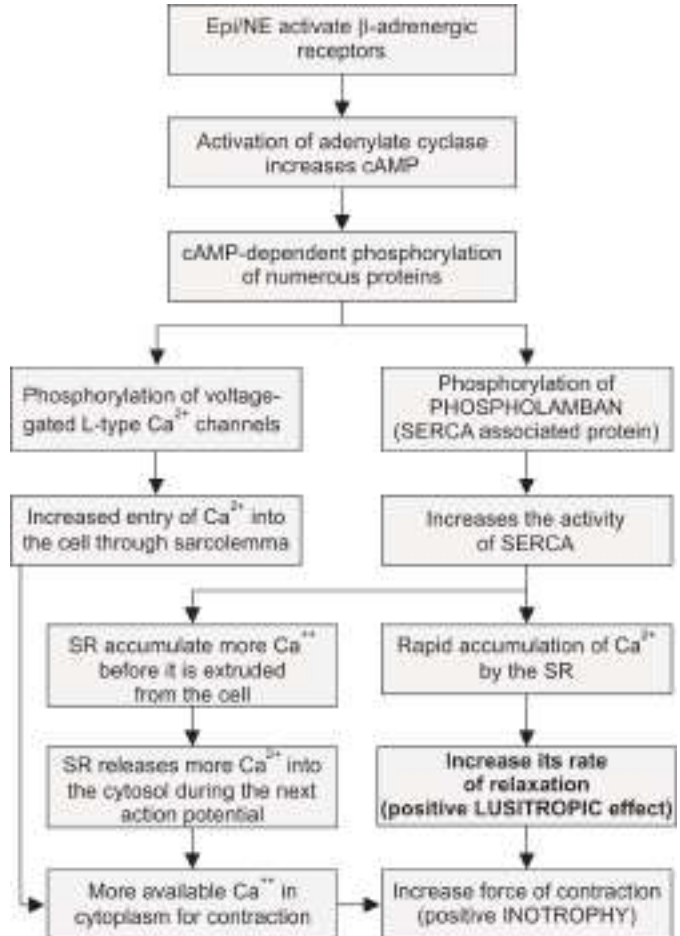 Epi/NE activate β-adrenergic
receptors
Activation of adenylate cyclase
increases cAMP
cAMP-dependent phosphorylation
of numerous proteins
Phosphorylation of voltage-
gated L-type Ca²⁺ channels
Phosphorylation of
PHOSPHOLAMBAN
(SERCA associated protein)
Increased entry of Ca²⁺ into
the cell through sarcolemma
Increases the activity
of SERCA
SR accumulate more Ca⁺⁺
before it is extruded
from the cell
Rapid accumulation of Ca²⁺
by the SR
SR releases more Ca²⁺ into
the cytosol during the next
action potential
Increase its rate
of relaxation
(positive LUSITROPIC effect)
More available Ca⁺⁺ in
cytoplasm for contraction
Increase force of contraction
(positive INOTROPHY)